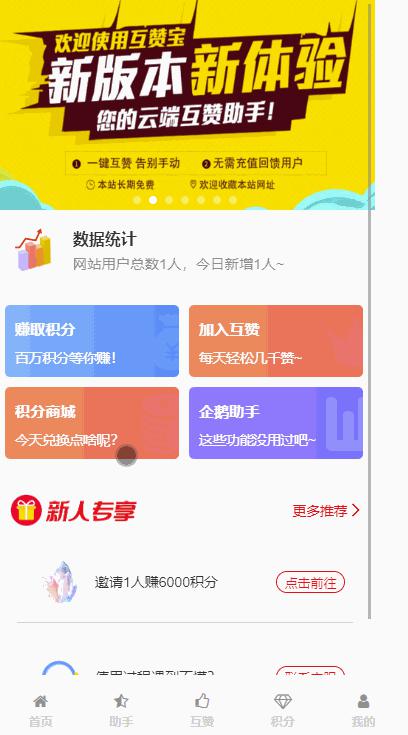 欢迎使用互赞宝
新版本新体验
您的云端互赞助手!
❶ 一键互赞 告别手动 ❷ 无需充值回馈用户
本站长期免费 欢迎收藏本站网址
数据统计
网站用户总数1人，今日新增1人~
赚取积分 加入互赞
百万积分等你赚! 每天轻松几千赞~
积分商城 企鹅助手
今天兑换点啥呢? 这些功能没用过吧~
新人专享 更多推荐
邀请1人赚6000积分 点击前往
首页 助手 互赞 积分 我的